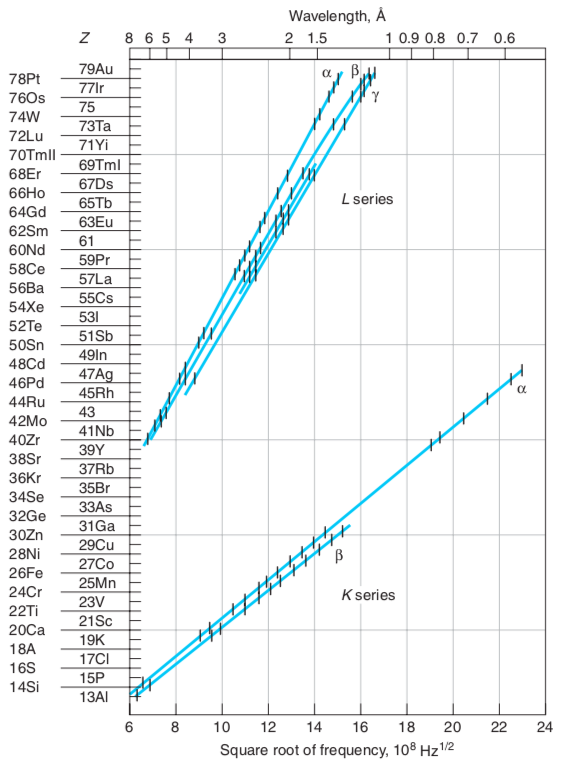 Wavelength, Å
Z 8 6 5 4 3 2 1.5 1 0.9 0.8 0.7 0.6
79Au
78Pt
77Ir
76Os
75
74W
73Ta
72Lu
71Yi
70TmII
69TmI
68Er
67Ds
66Ho
65Tb
64Gd
63Eu
62Sm
61
60Nd
59Pr
58Ce
57La
56Ba
55Cs
54Xe
53I
52Te
51Sb
50Sn
49In
48Cd
47Ag
46Pd
45Rh
44Ru
43
42Mo
41Nb
40Zr
39Y
38Sr
37Rb
36Kr
35Br
34Se
33As
32Ge
31Ga
30Zn
29Cu
28Ni
27Co
26Fe
25Mn
24Cr
23V
22Ti
21Sc
20Ca
19K
18A
17Cl
16S
15P
14Si
13Al
α β
γ
L series
α
β
K series
6 8 10 12 14 16 18 20 22 24
Square root of frequency, 10⁸ Hz¹/²